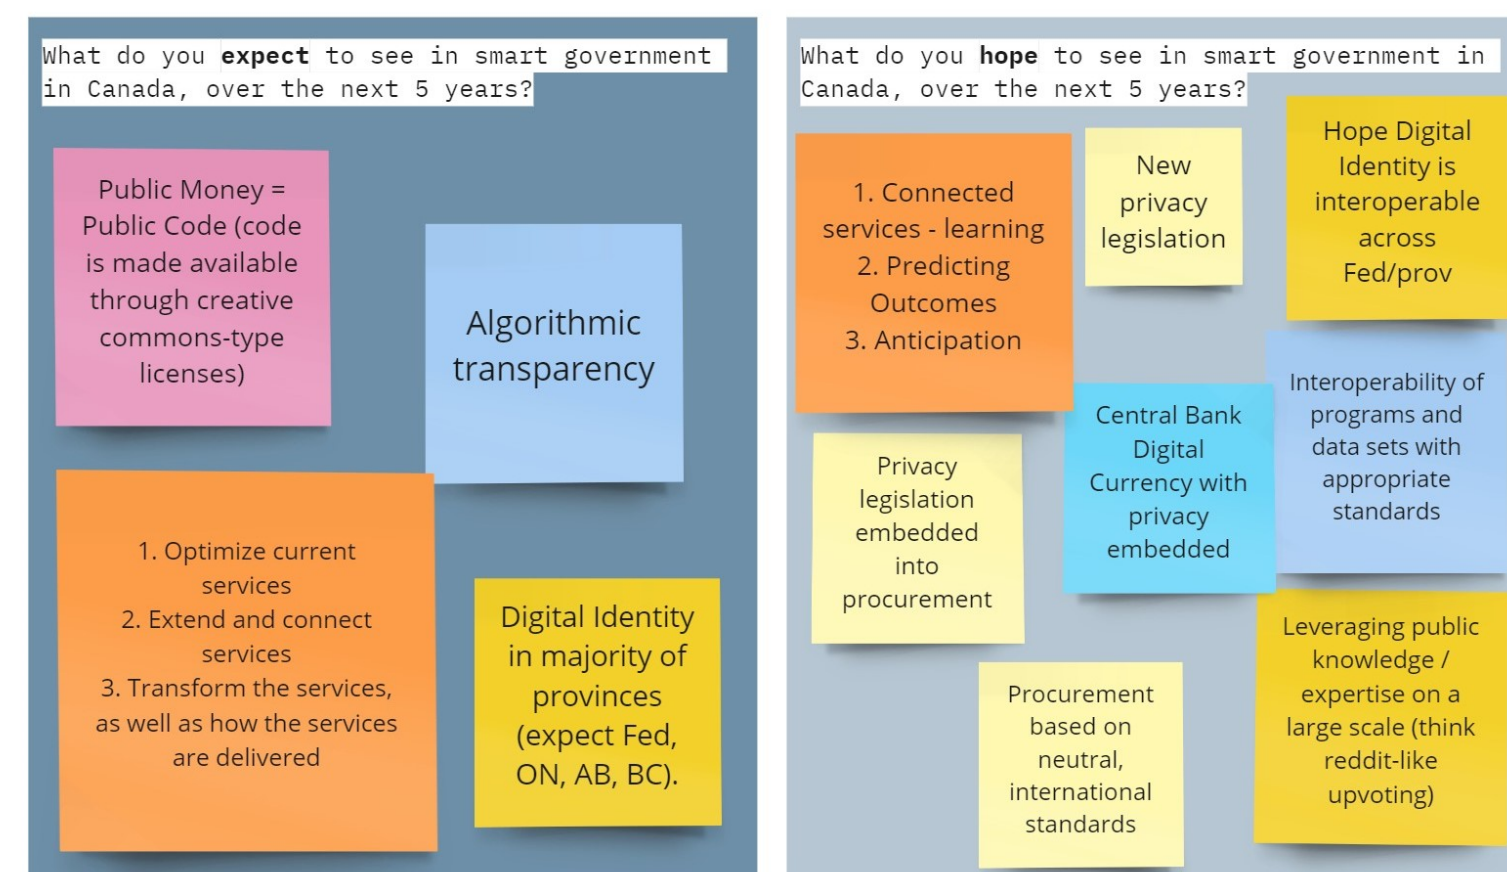 What do you expect to see in smart government
in Canada, over the next 5 years?
Public Money =
Public Code (code
is made available
through creative
commons-type
licenses)
Algorithmic
transparency
1. Optimize current
services
2. Extend and connect
services
3. Transform the services,
as well as how the services
are delivered
Digital Identity
in majority of
provinces
(expect Fed,
ON, AB, BC).
What do you hope to see in smart government in
Canada, over the next 5 years?
1. Connected
services - learning
2. Predicting
Outcomes
3. Anticipation
New
privacy
legislation
Hope Digital
Identity is
interoperable
across
Fed/prov
Privacy
legislation
embedded
into
procurement
Central Bank
Digital
Currency with
privacy
embedded
Interoperability of
programs and
data sets with
appropriate
standards
Procurement
based on
neutral,
international
standards
Leveraging public
knowledge /
expertise on a
large scale (think
reddit-like
upvoting)